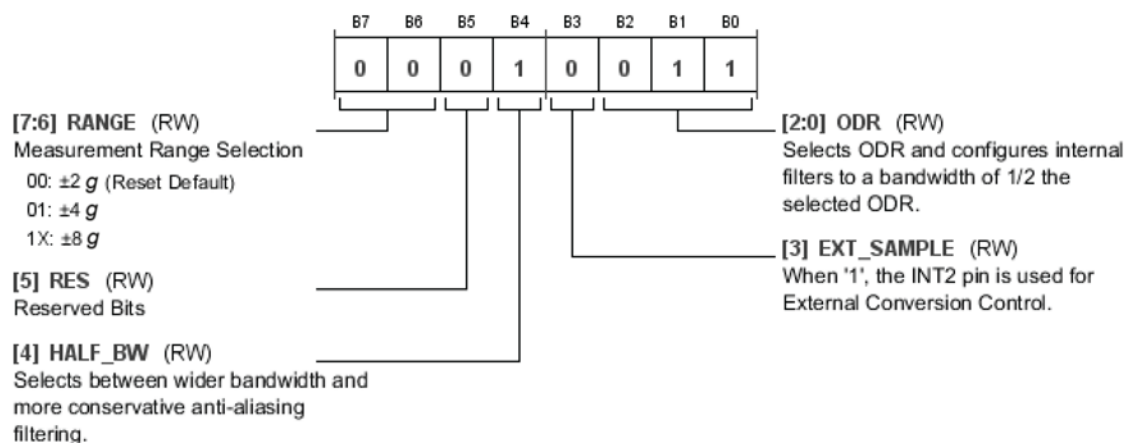 B7 B6 B5 B4 B3 B2 B1 B0
0 0 0 1 0 0 1 1
[7:6] RANGE (RW)
Measurement Range Selection
00: ±2 g (Reset Default)
01: ±4 g
1X: ±8 g
[5] RES (RW)
Reserved Bits
[4] HALF_BW (RW)
Selects between wider bandwidth and
more conservative anti-aliasing
filtering.
[2:0] ODR (RW)
Selects ODR and configures internal
filters to a bandwidth of 1/2 the
selected ODR.
[3] EXT_SAMPLE (RW)
When '1', the INT2 pin is used for
External Conversion Control.